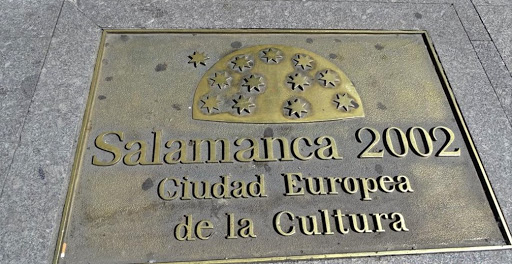 Salamanca 2002
Ciudad Europea
de la Cultura